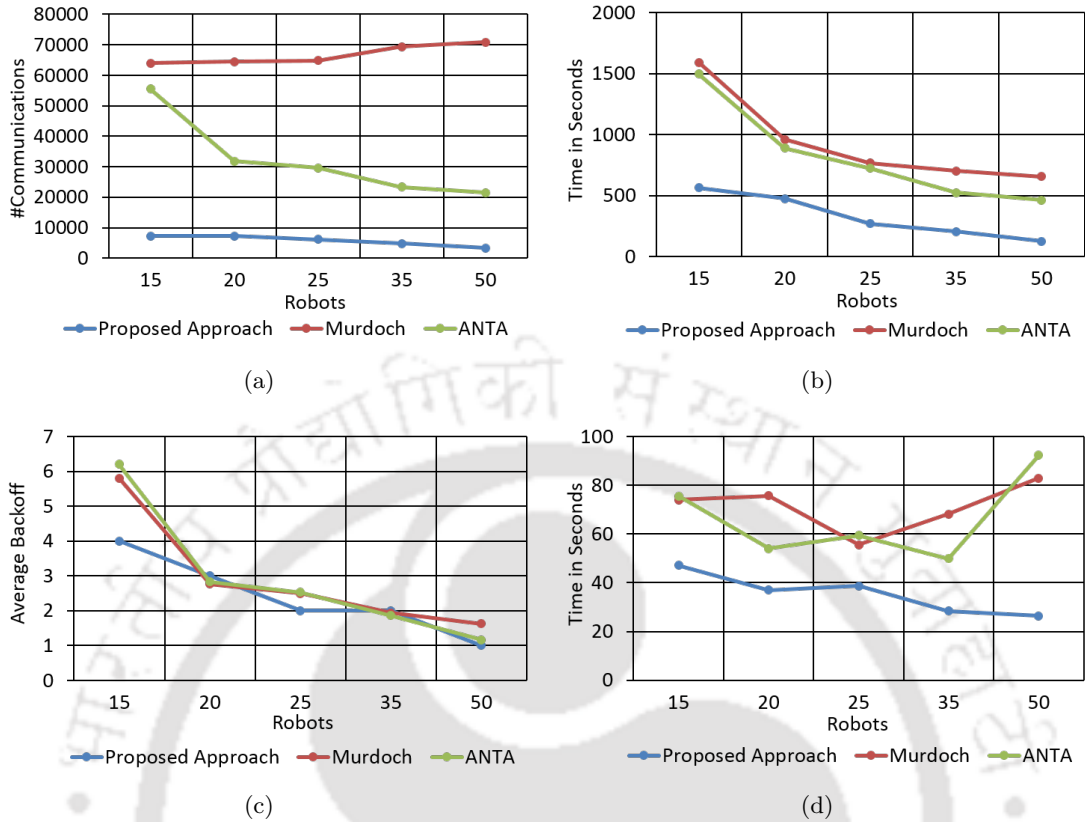 80000
70000
60000
50000
40000
30000
20000
10000
0
#Communications
15 20 25 35 50
Robots
Proposed Approach Murdoch ANTA
(a)
2000
1500
1000
500
0
Time in Seconds
15 20 25 35 50
Robots
Proposed Approach Murdoch ANTA
(b)
7
6
5
4
3
2
1
0
Average Backoff
15 20 25 35 50
Robots
Proposed Approach Murdoch ANTA
(c)
100
80
60
40
20
0
Time in Seconds
15 20 25 35 50
Robots
Proposed Approach Murdoch ANTA
(d)
भारतीय प्रौद्योगिकी संस्थान